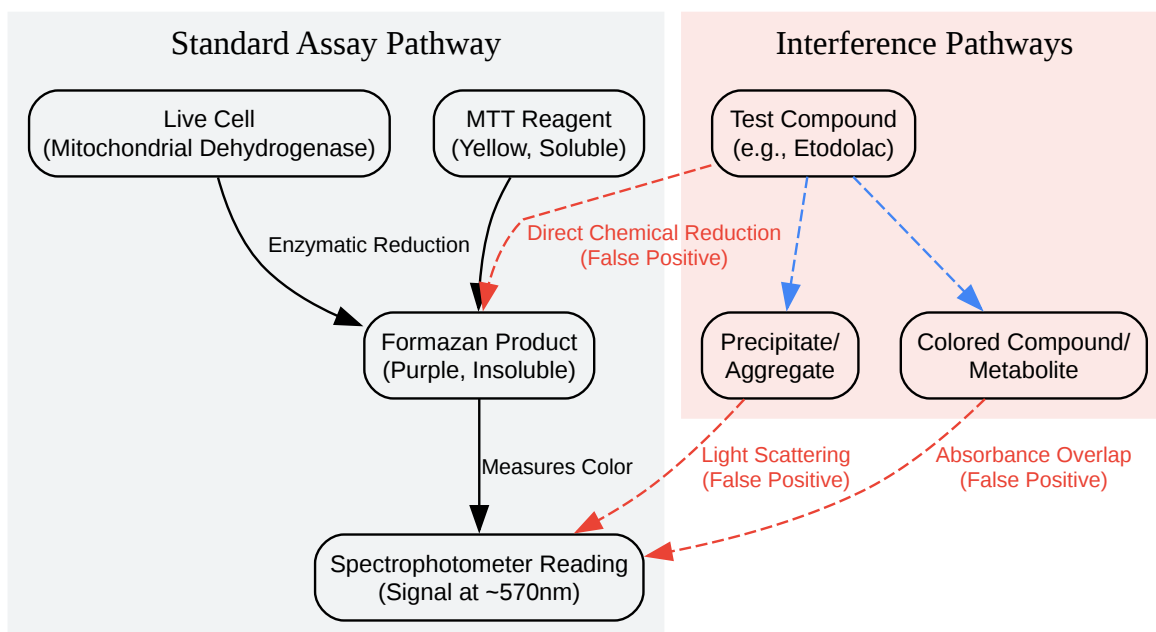 Standard Assay Pathway
Interference Pathways
Live Cell
(Mitochondrial Dehydrogenase)
MTT Reagent
(Yellow, Soluble)
Test Compound
(e.g., Etodolac)
Enzymatic Reduction
Direct Chemical Reduction
(False Positive)
Formazan Product
(Purple, Insoluble)
Precipitate/
Aggregate
Colored Compound/
Metabolite
Measures Color
Light Scattering
(False Positive)
Absorbance Overlap
(False Positive)
Spectrophotometer Reading
(Signal at ~570nm)